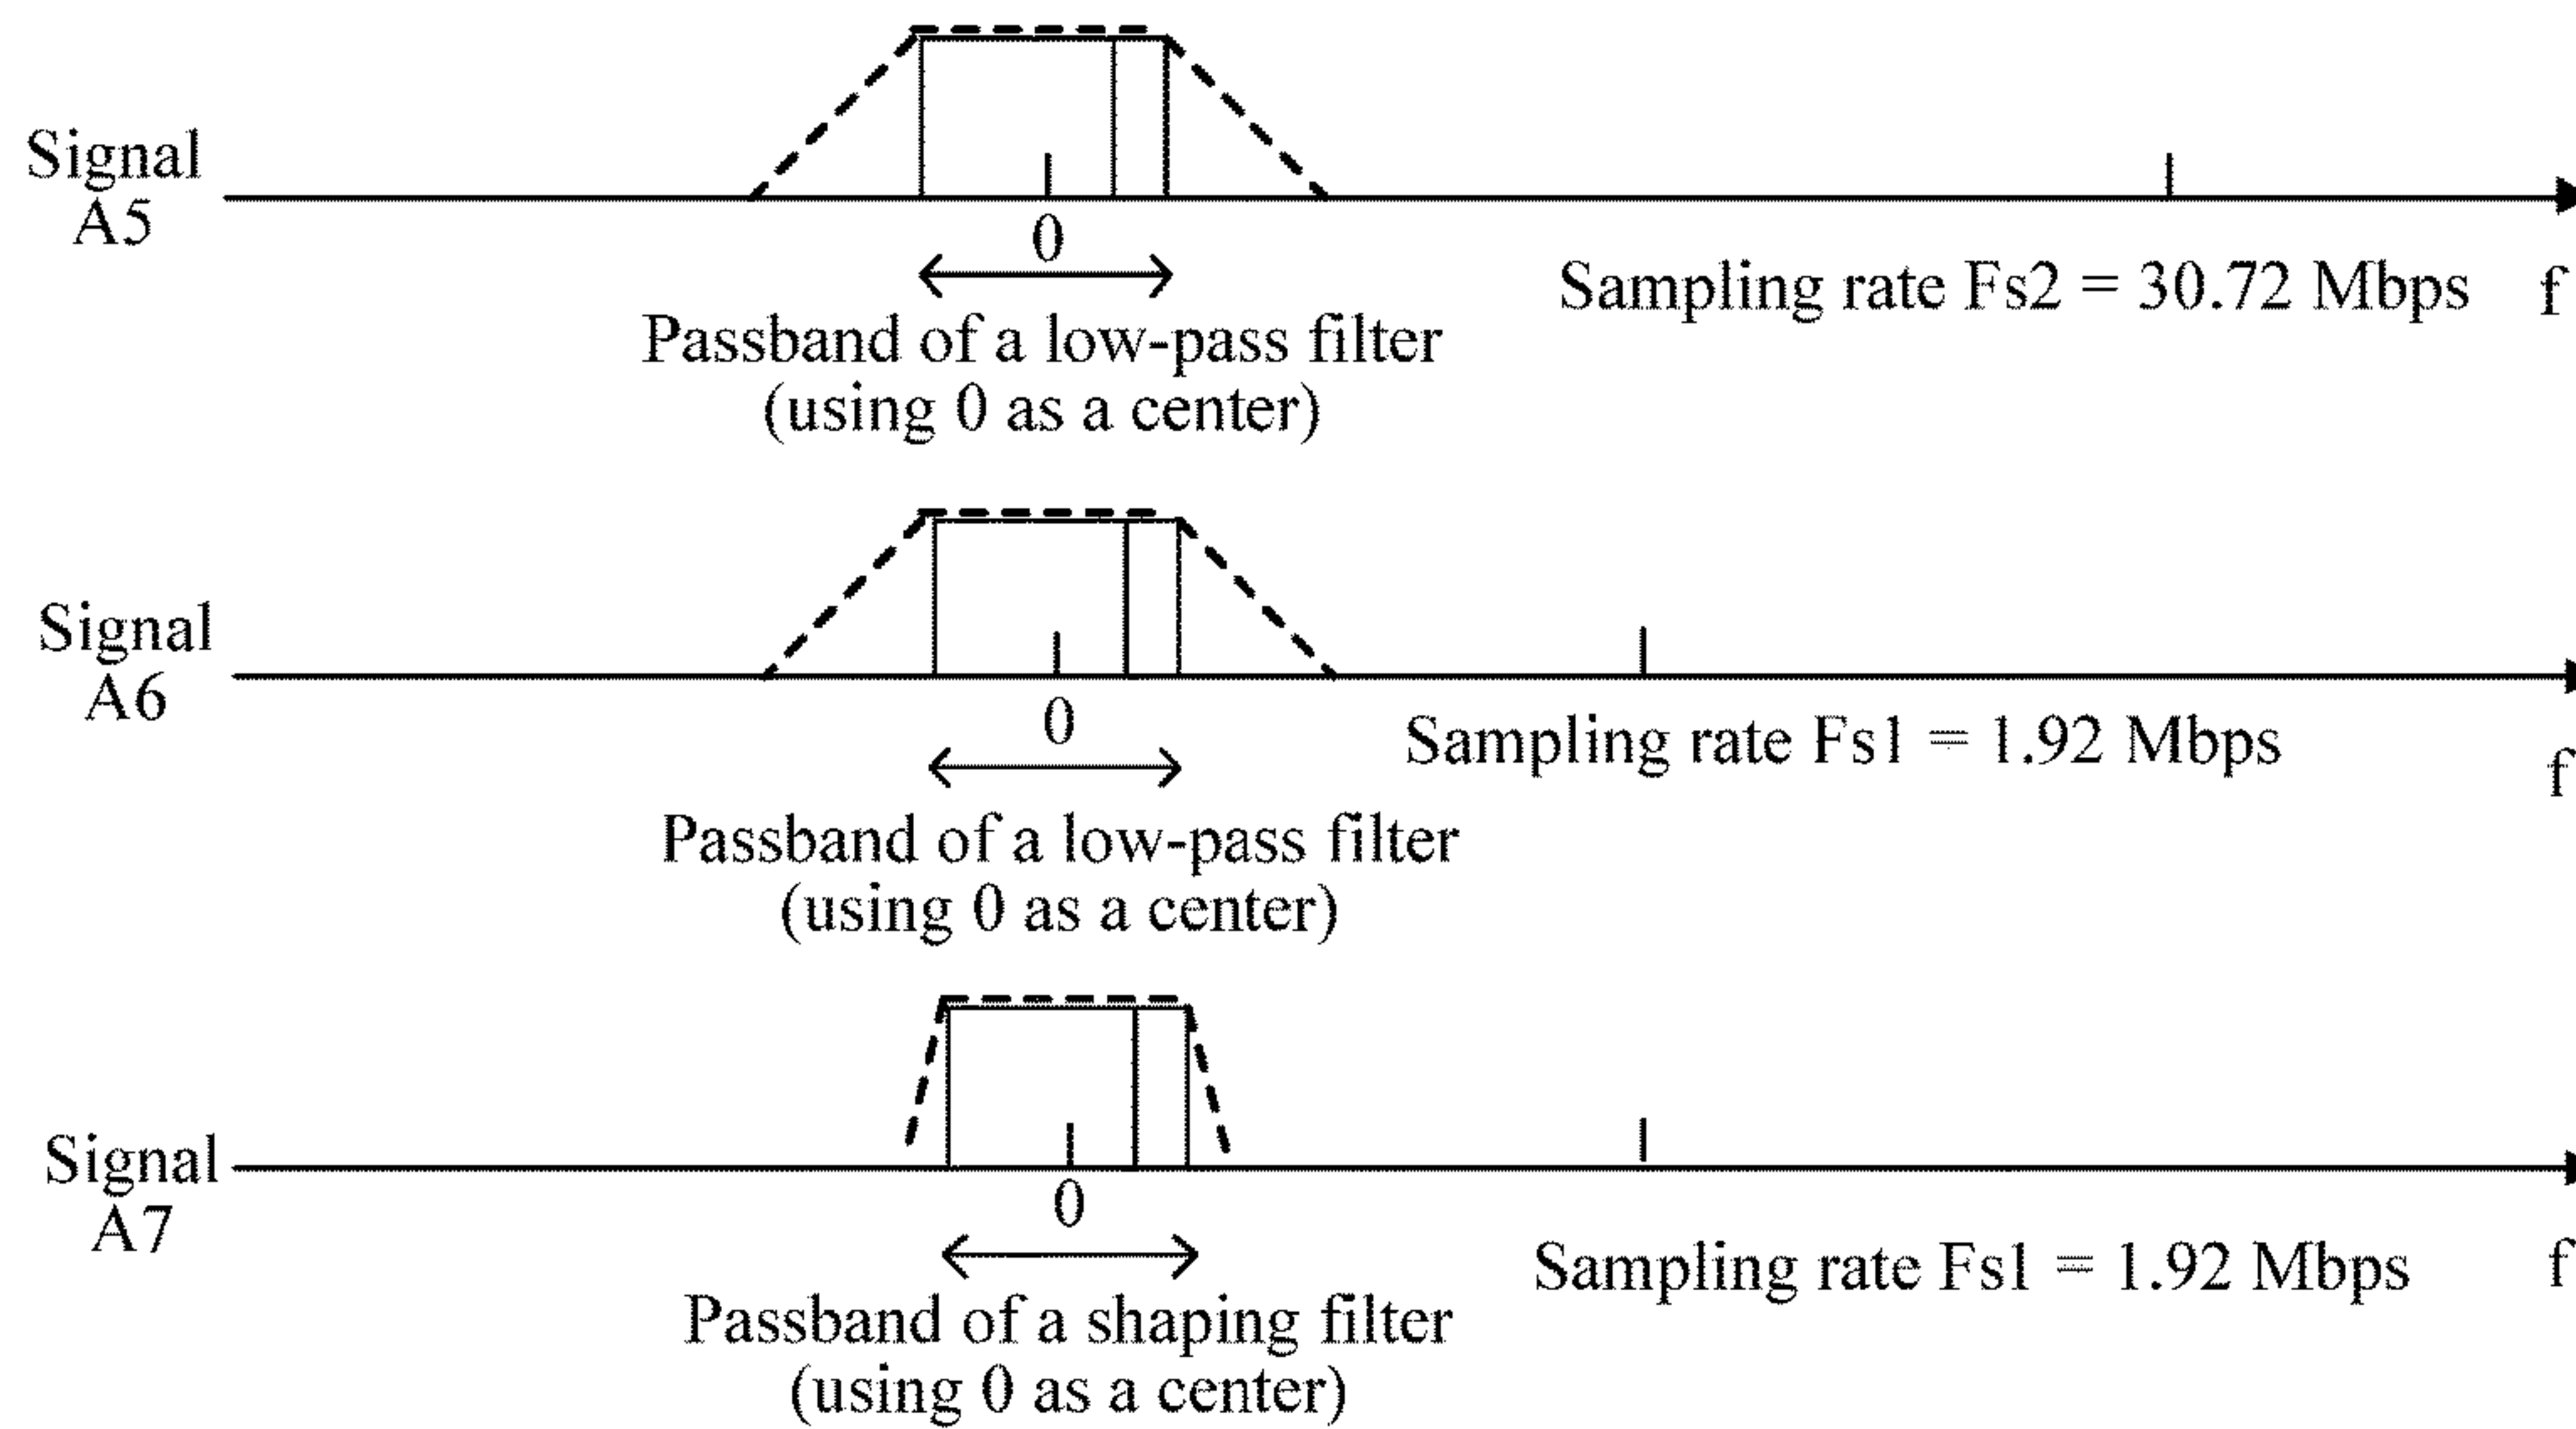 Signal
A5
0
Sampling rate Fs2 = 30.72 Mbps
f
Passband of a low-pass filter
(using 0 as a center)
Signal
A6
0
Sampling rate Fs1 = 1.92 Mbps
f
Passband of a low-pass filter
(using 0 as a center)
Signal
A7
0
Sampling rate Fs1 = 1.92 Mbps
f
Passband of a shaping filter
(using 0 as a center)